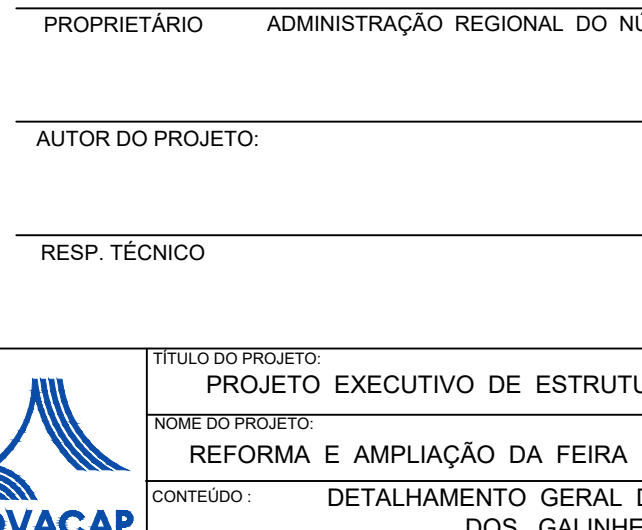 PROPRIETÁRIO ADMINISTRAÇÃO REGIONAL DO
AUTOR DO PROJETO:
RESP. TÉCNICO
TÍTULO DO PROJETO:
PROJETO EXECUTIVO DE
NOME DO PROJETO:
REFORMA E AMPLIAÇÃO DA FEIRA
CONTEÚDO : DETALHAMENTO GERAL
DOS